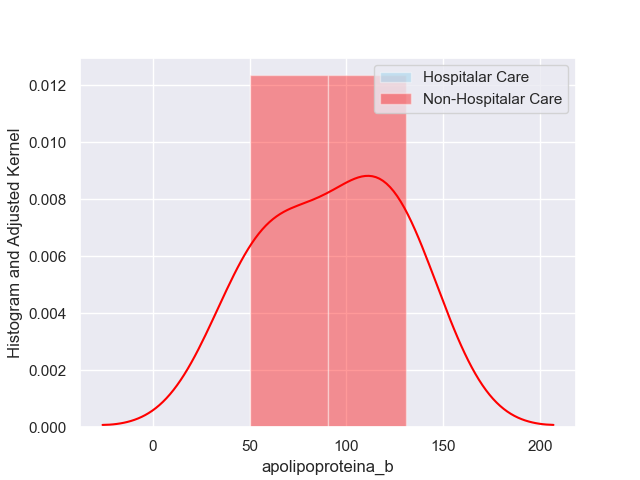 Hospitalar Care
Non-Hospitalar Care
Histogram and Adjusted Kernel
0.012
0.010
0.008
0.006
0.004
0.002
0.000
0 50 100 150 200
apolipoproteina_b